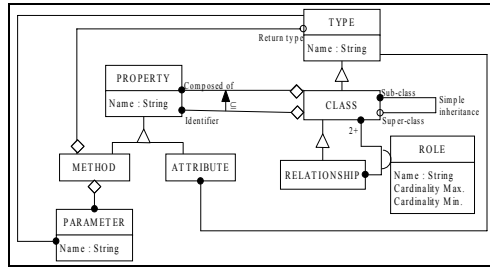 TYPE
Return type
Name : String
PROPERTY
Composed of
Name : String
⊆
Identifier
CLASS
Sub-class
Simple
inheritance
Super-class
2+
ROLE
Name : String
Cardinality Max.
Cardinality Min.
METHOD
ATTRIBUTE
RELATIONSHIP
PARAMETER
Name : String